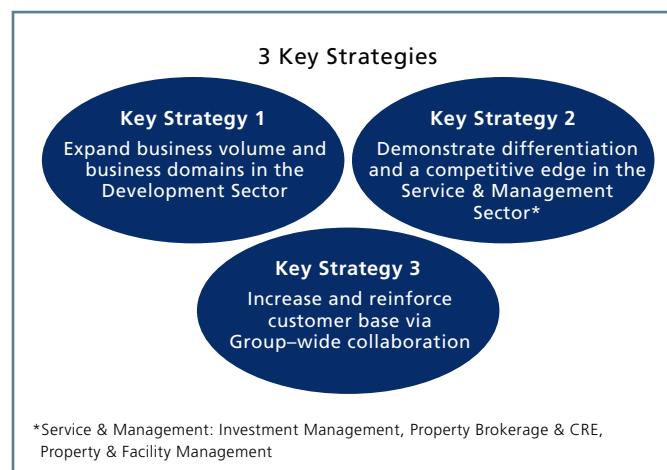 3 Key Strategies
Key Strategy 1
Expand business volume and
business domains in the
Development Sector
Key Strategy 2
Demonstrate differentiation
and a competitive edge in the
Service & Management
Sector*
Key Strategy 3
Increase and reinforce
customer base via
Group–wide collaboration
*Service & Management: Investment Management, Property Brokerage & CRE,
Property & Facility Management